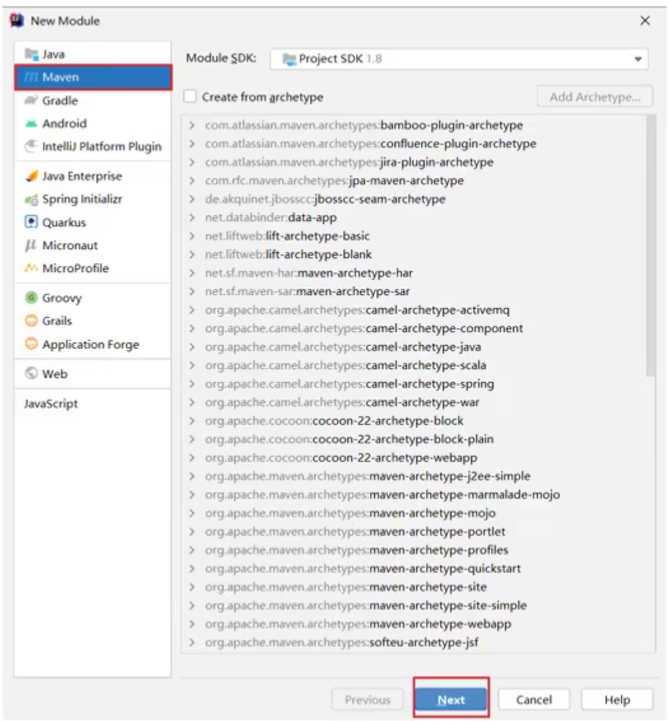 New Module
Java
Maven
Gradle
Android
IntelliJ Platform Plugin
Java Enterprise
Spring Initializr
Quarkus
Micronaut
MicroProfile
Groovy
Grails
Application Forge
Web
JavaScript
Module SDK: Project SDK 1.8
Create from archetype Add Archetype...
com.atlassian.maven.archetypes:bamboo-plugin-archetype
com.atlassian.maven.archetypes:confluence-plugin-archetype
com.atlassian.maven.archetypes:jira-plugin-archetype
com.rfc.maven.archetypes:jpa-maven-archetype
de.akquinet.jbosscc:jbosscc-seam-archetype
net.databinder:data-app
net.liftweb:lift-archetype-basic
net.liftweb:lift-archetype-blank
net.sf.maven-har:maven-archetype-har
net.sf.maven-sar:maven-archetype-sar
org.apache.camel.archetypes:camel-archetype-activemq
org.apache.camel.archetypes:camel-archetype-component
org.apache.camel.archetypes:camel-archetype-java
org.apache.camel.archetypes:camel-archetype-scala
org.apache.camel.archetypes:camel-archetype-spring
org.apache.camel.archetypes:camel-archetype-war
org.apache.cocoon:cocoon-22-archetype-block
org.apache.cocoon:cocoon-22-archetype-block-plain
org.apache.cocoon:cocoon-22-archetype-webapp
org.apache.maven.archetypes:maven-archetype-j2ee-simple
org.apache.maven.archetypes:maven-archetype-marmalade-mojo
org.apache.maven.archetypes:maven-archetype-mojo
org.apache.maven.archetypes:maven-archetype-portlet
org.apache.maven.archetypes:maven-archetype-profiles
org.apache.maven.archetypes:maven-archetype-quickstart
org.apache.maven.archetypes:maven-archetype-site
org.apache.maven.archetypes:maven-archetype-site-simple
org.apache.maven.archetypes:maven-archetype-webapp
org.apache.maven.archetypes:softeu-archetype-jsf
Previous Next Cancel Help